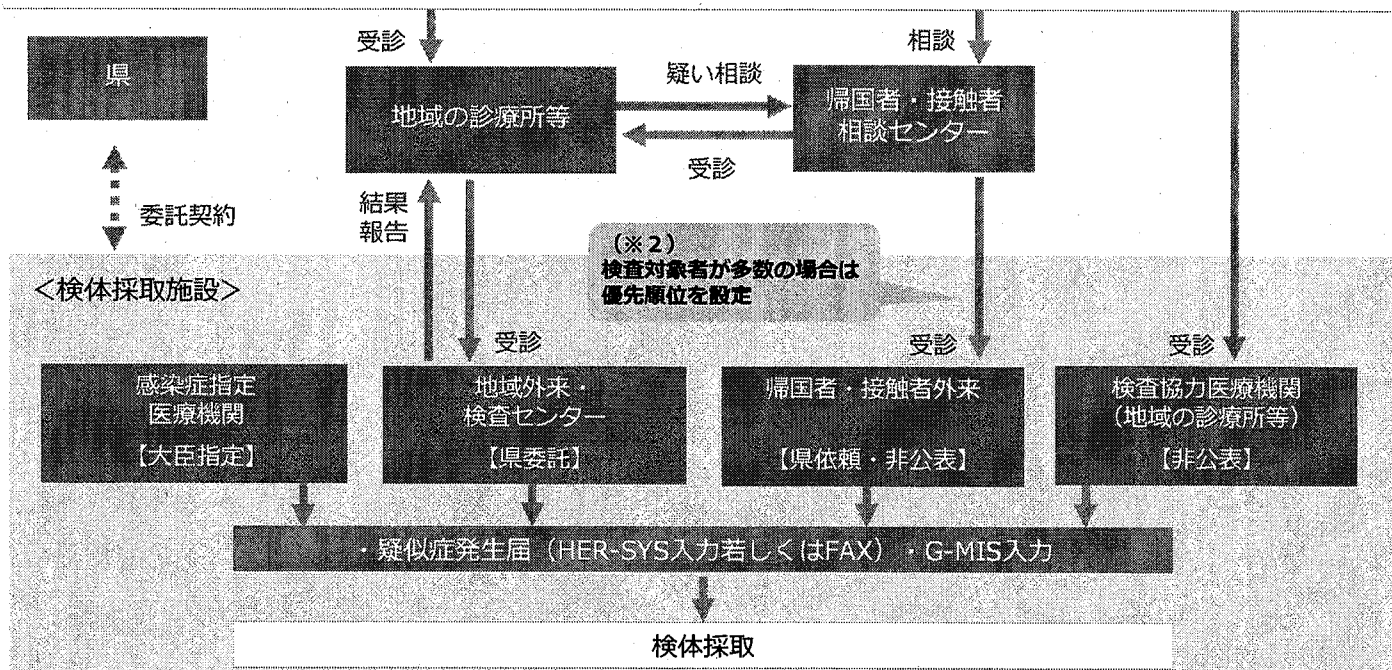 受診
相談
県
地域の診療所等
疑い相談
帰国者・接触者
相談センター
受診
委託契約
結果
報告
（※２）
検査対象者が多数の場合は
優先順位を設定
＜検体採取施設＞
受診
受診
受診
感染症指定
医療機関
【大臣指定】
地域外来・
検査センター
【県委託】
帰国者・接触者外来
【県依頼・非公表】
検査協力医療機関
（地域の診療所等）
【非公表】
・疑似症発生届（HER-SYS入力若しくはFAX）・G-MIS入力
検体採取